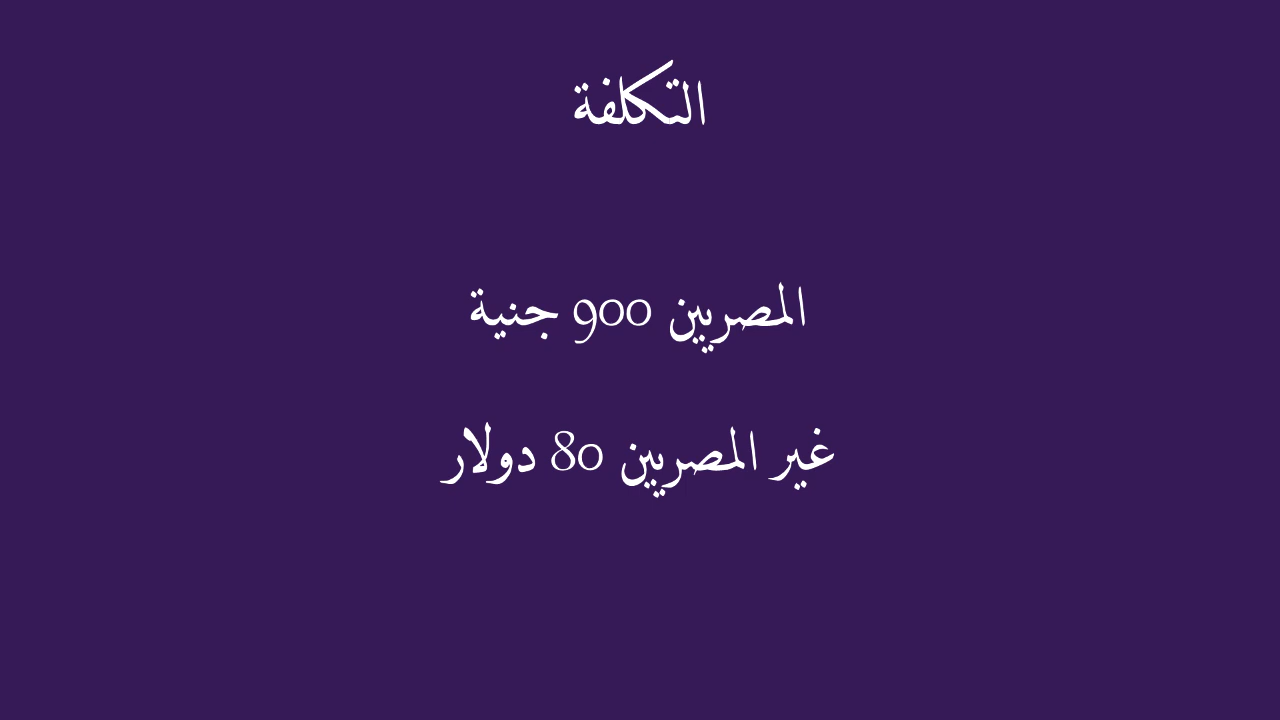 التكلفة
المصريين 900 جنية
غير المصريين 80 دولار